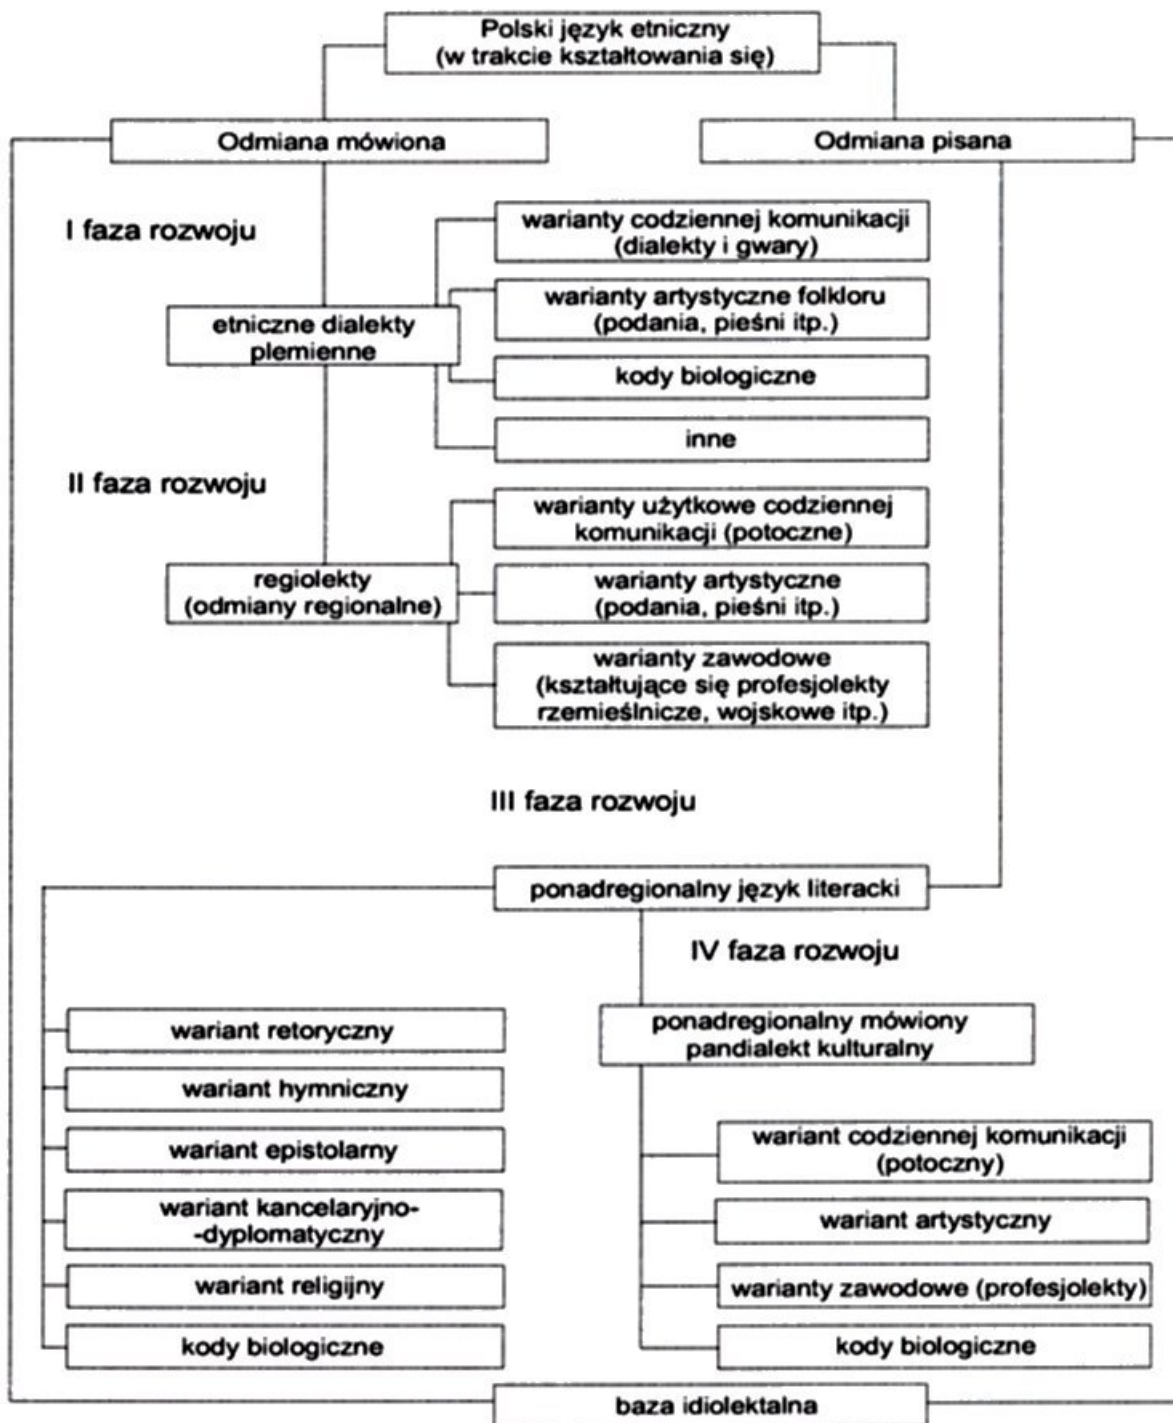 Polski język etniczny
(w trakcie kształtowania się)
Odmiana mówiona
Odmiana pisana
I faza rozwoju
warianty codziennej komunikacji
(dialekty i gwary)
warianty artystyczne folkloru
(podania, pieśni itp.)
etniczne dialekty
plemienne
kody biologiczne
inne
II faza rozwoju
warianty użytkowe codziennej
komunikacji (potoczne)
regiolekty
(odmiany regionalne)
warianty artystyczne
(podania, pieśni itp.)
warianty zawodowe
(kształtujące się profesjolekty
rzemieślnicze, wojskowe itp.)
III faza rozwoju
ponadregionalny język literacki
IV faza rozwoju
wariant retoryczny
wariant hymniczny
wariant epistolarny
wariant kancelaryjno-
-dyplomatyczny
wariant religijny
kody biologiczne
ponadregionalny mówiony
pandialekt kulturalny
wariant codziennej komunikacji
(potoczny)
wariant artystyczny
warianty zawodowe (profesjolekty)
kody biologiczne
baza idiolektalna